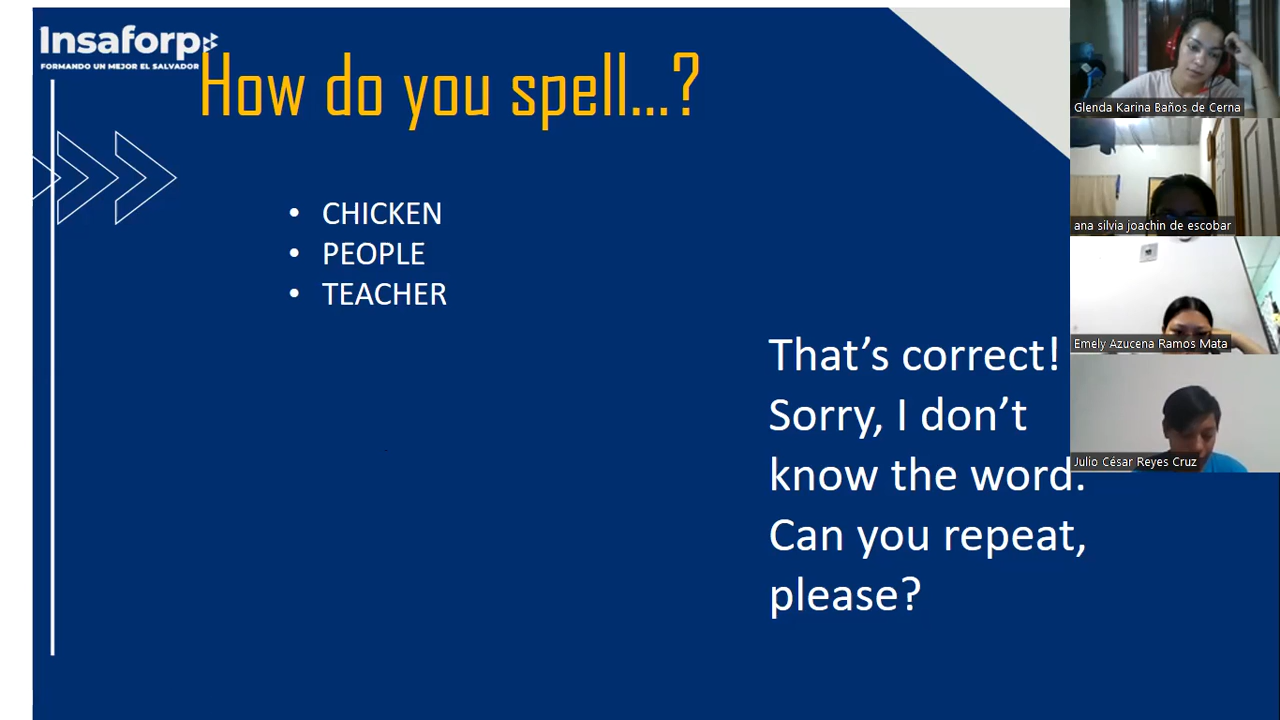 Insaforp
FORMANDO UN MEJOR EL SALVADOR
How do you spell...?
• CHICKEN
• PEOPLE
• TEACHER
That's correct!
Sorry, I don't
know the word.
Can you repeat,
please?
Glenda Karina Baños de Cerna
ana silvia joachin de escobar
Emely Azucena Ramos Mata
Julio César Reyes Cruz